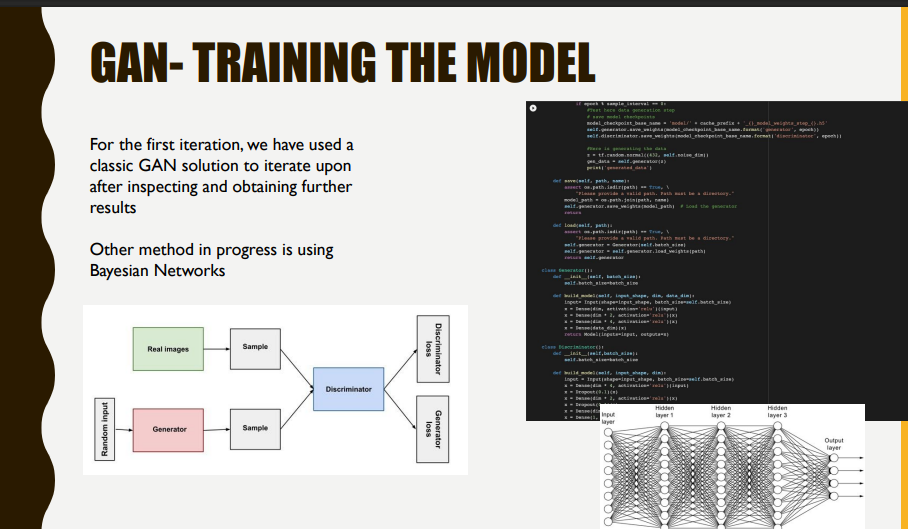 GAN- TRAINING THE MODEL
For the first iteration, we have used a
classic GAN solution to iterate upon
after inspecting and obtaining further
results
Other method in progress is using
Bayesian Networks
Real images
Sample
Discriminator loss
Discriminator
Random input
Generator
Sample
Generator loss
if epoch % sample_interval == 0:
#Test here data generation step
# save model checkpoints
model_checkpoint_base_name = 'model/' + cache_prefix + '_{}_model_weights_step_{}.h5'
self.generator.save_weights(model_checkpoint_base_name.format('generator', epoch))
self.discriminator.save_weights(model_checkpoint_base_name.format('discriminator', epoch))
#Here is generating the data
z = tf.random.normal((432, self.noise_dim))
gen_data = self.generator(z)
print('generated_data')
def save(self, path, name):
assert os.path.isdir(path) == True, \
"Please provide a valid path. Path must be a directory."
model_path = os.path.join(path, name)
self.generator.save_weights(model_path) # Load the generator
return
def load(self, path):
assert os.path.isdir(path) == True, \
"Please provide a valid path. Path must be a directory."
self.generator = Generator(self.batch_size)
self.generator = self.generator.load_weights(path)
return self.generator
class Generator():
def __init__(self, batch_size):
self.batch_size=batch_size
def build_model(self, input_shape, dim, data_dim):
input= Input(shape=input_shape, batch_size=self.batch_size)
x = Dense(dim, activation='relu')(input)
x = Dense(dim * 2, activation='relu')(x)
x = Dense(dim * 4, activation='relu')(x)
x = Dense(data_dim)(x)
return Model(inputs=input, outputs=x)
class Discriminator():
def __init__(self,batch_size):
self.batch_size=batch_size
def build_model(self, input_shape, dim):
input = Input(shape=input_shape, batch_size=self.batch_size)
x = Dense(dim * 4, activation='relu')(input)
x = Dropout(0.1)(x)
x = Dense(dim * 2, activation='relu')(x)
x = Dropout(
x = Dense(dim
x = Dense(1,
Input layer
Hidden layer 1
Hidden layer 2
Hidden layer 3
Output layer